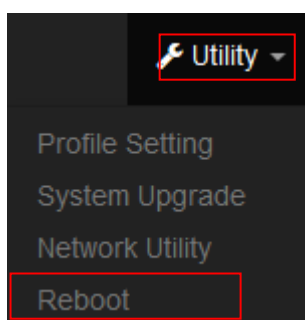 Utility
Profile Setting
System Upgrade
Network Utility
Reboot